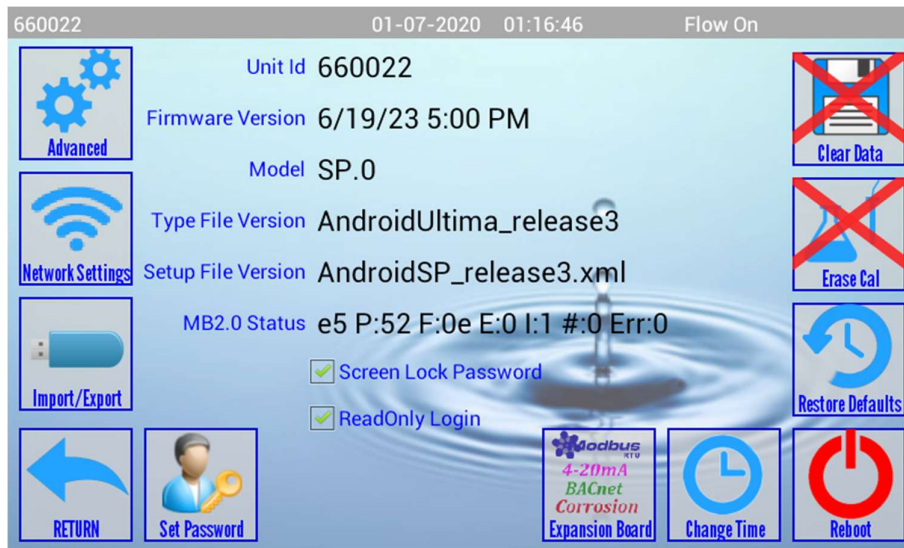 660022 01-07-2020 01:16:46 Flow On
Unit Id 660022
Firmware Version 6/19/23 5:00 PM
Model SP.0
Type File Version AndroidUltima_release3
Setup File Version AndroidSP_release3.xml
MB2.0 Status e5 P:52 F:0e E:0 I:1 #:0 Err:0
Screen Lock Password
ReadOnly Login
Advanced
Network Settings
Import/Export
RETURN
Set Password
Modbus
RTU
4-20mA
BACnet
Corrosion
Expansion Board
Change Time
Clear Data
Erase Cal
Restore Defaults
Reboot